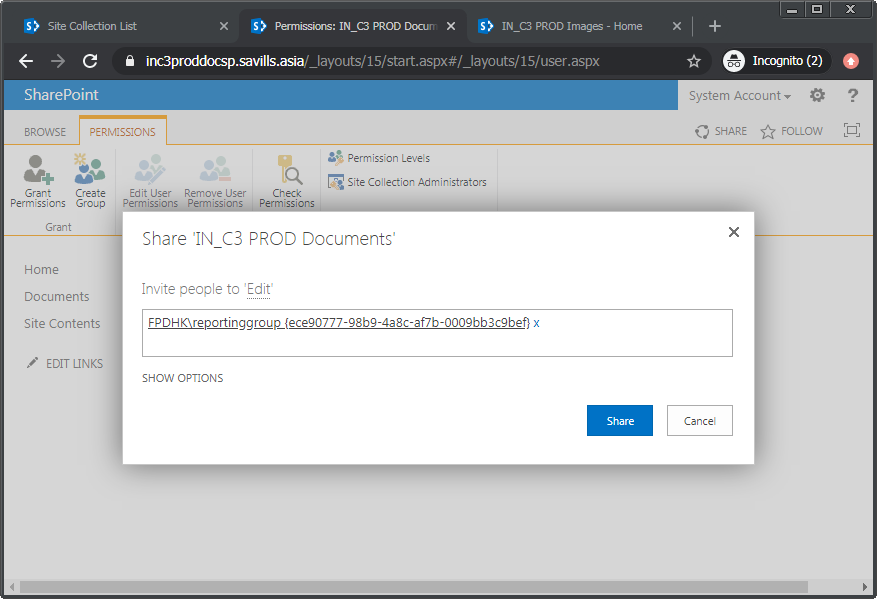 Site Collection List
Permissions: IN_C3 PROD Docum
IN_C3 PROD Images - Home
inc3proddocsp.savills.asia/_layouts/15/start.aspx#/_layouts/15/user.aspx
Incognito (2)
SharePoint
System Account
?
BROWSE
PERMISSIONS
SHARE
FOLLOW
Grant Permissions
Create Group
Edit User Permissions
Remove User Permissions
Check Permissions
Permission Levels
Site Collection Administrators
Grant
Share 'IN_C3 PROD Documents'
Home
Invite people to 'Edit'
Documents
FPDHK\reportinggroup {ece90777-98b9-4a8c-af7b-0009bb3c9bef} x
Site Contents
EDIT LINKS
SHOW OPTIONS
Share
Cancel